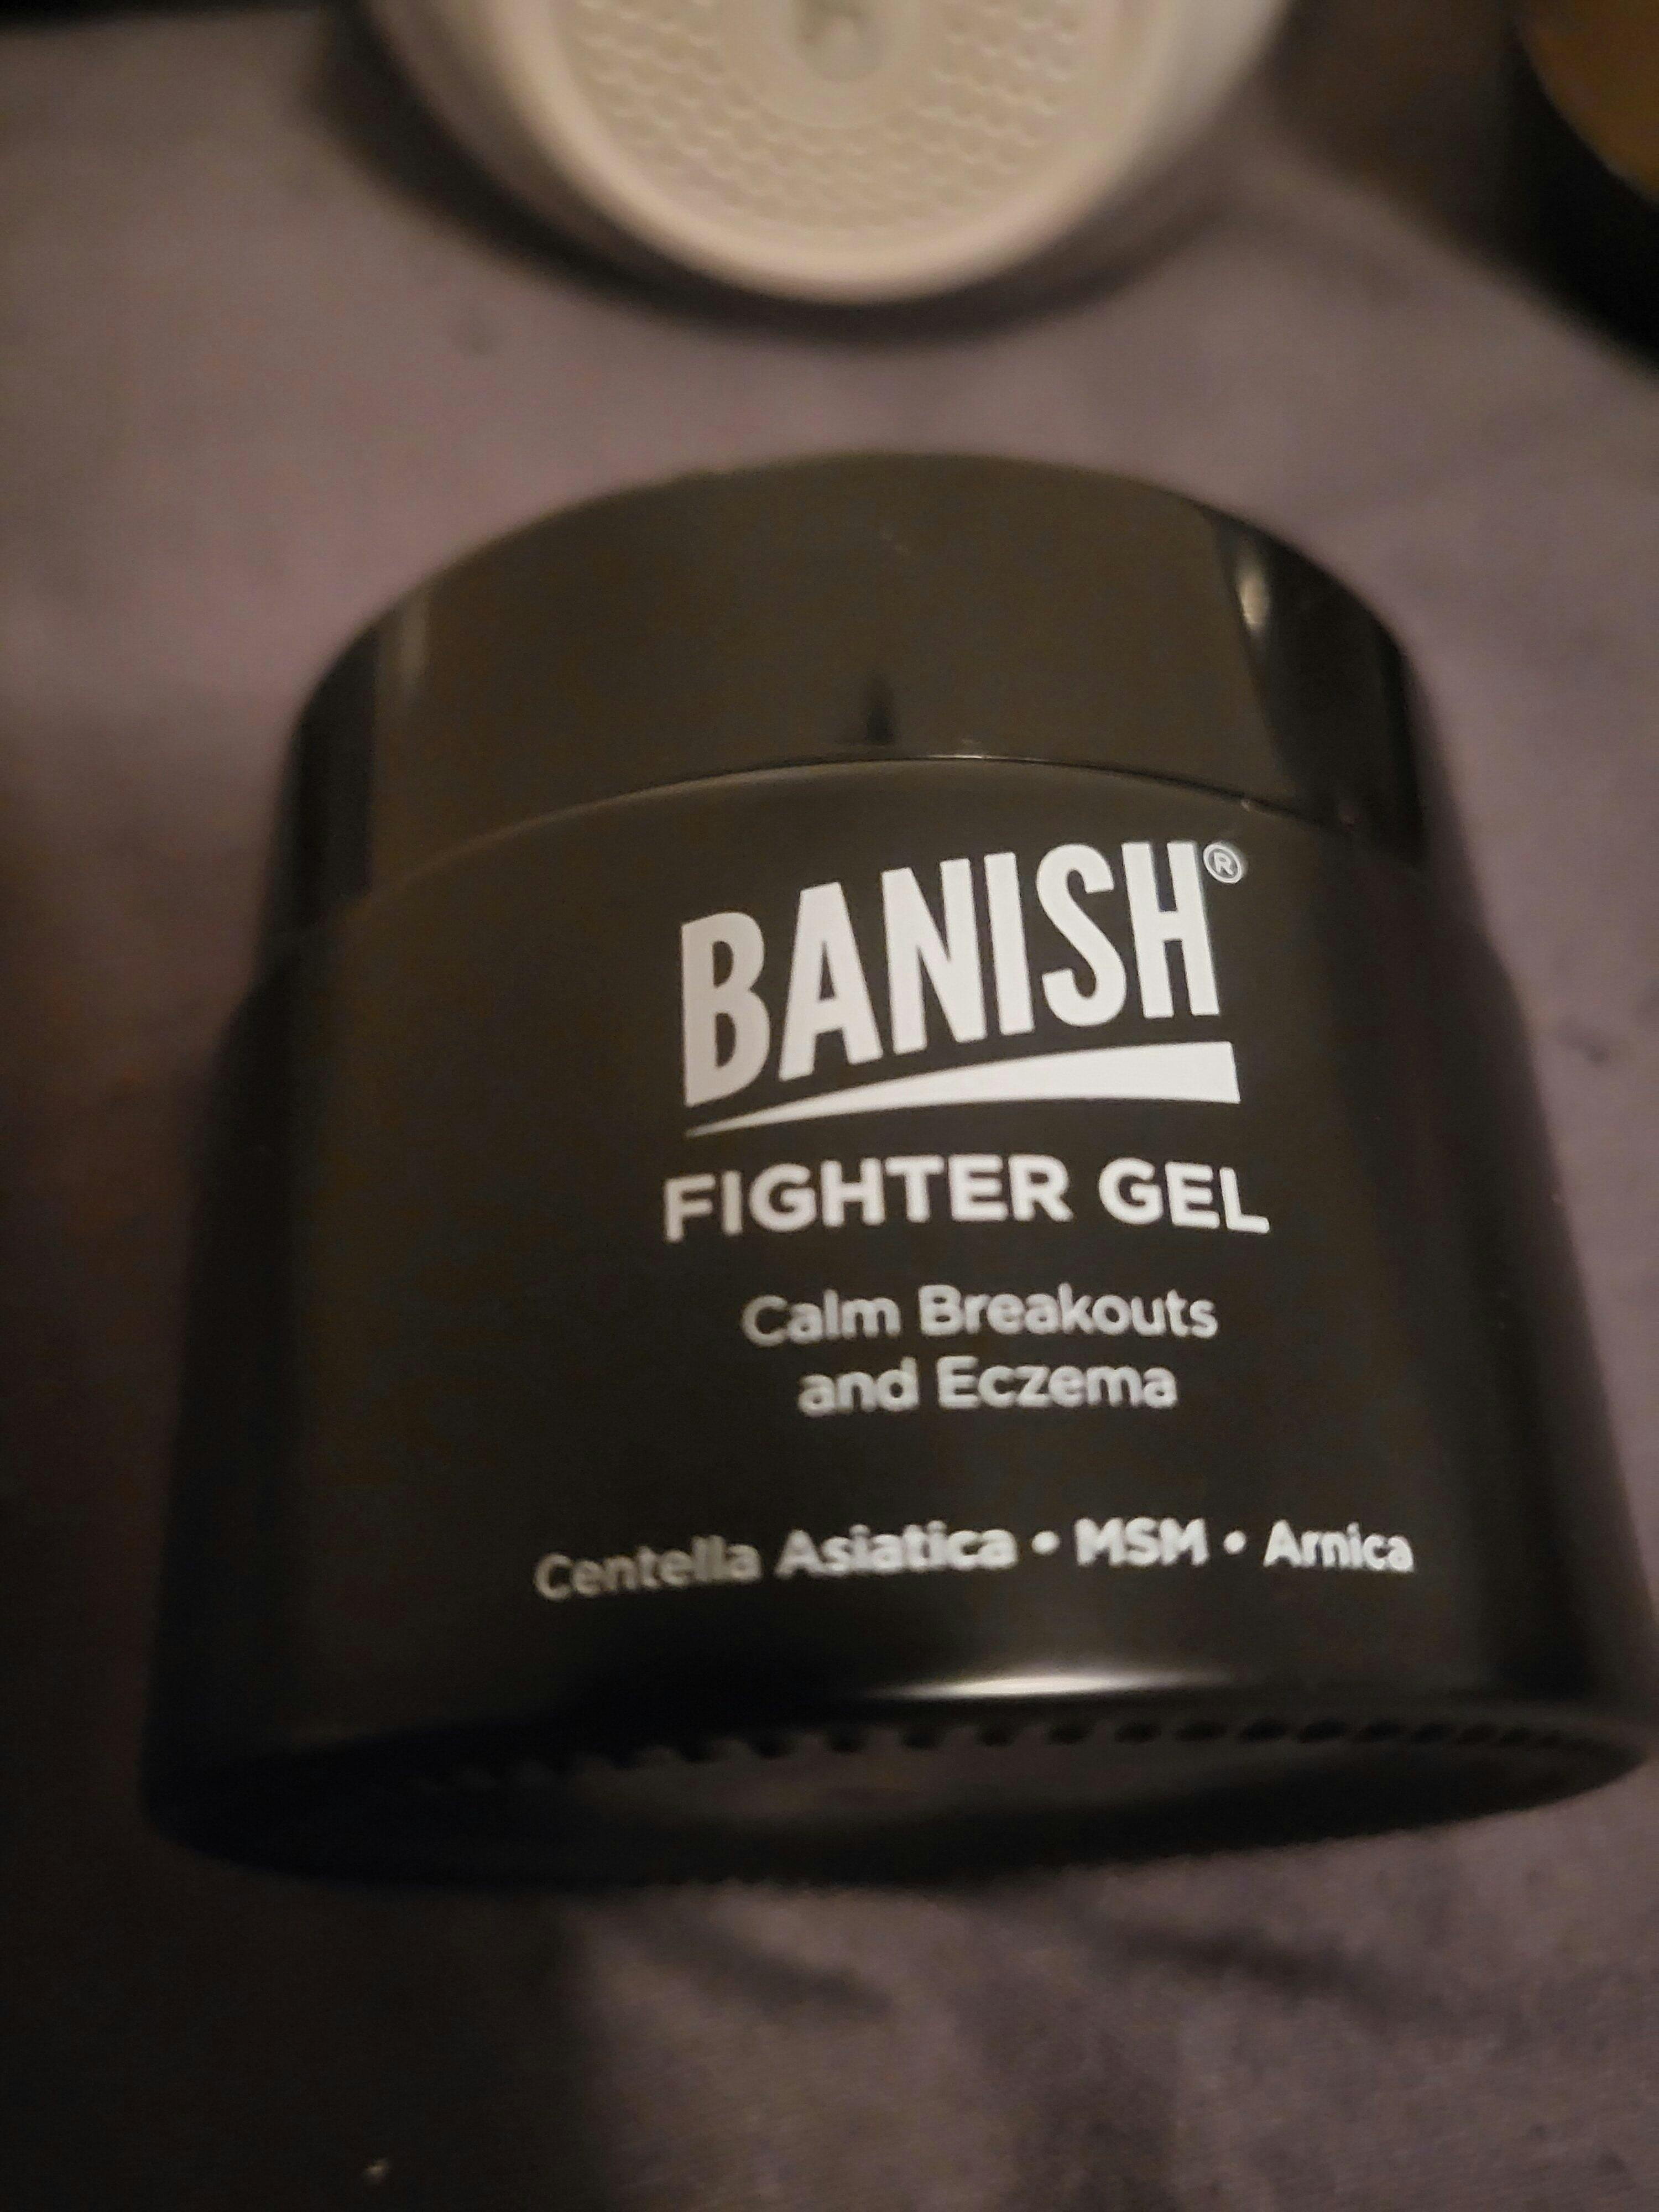 BANISH®
FIGHTER GEL
Calm Breakouts
and Eczema
Centella Asiatica • MSM • Arnica